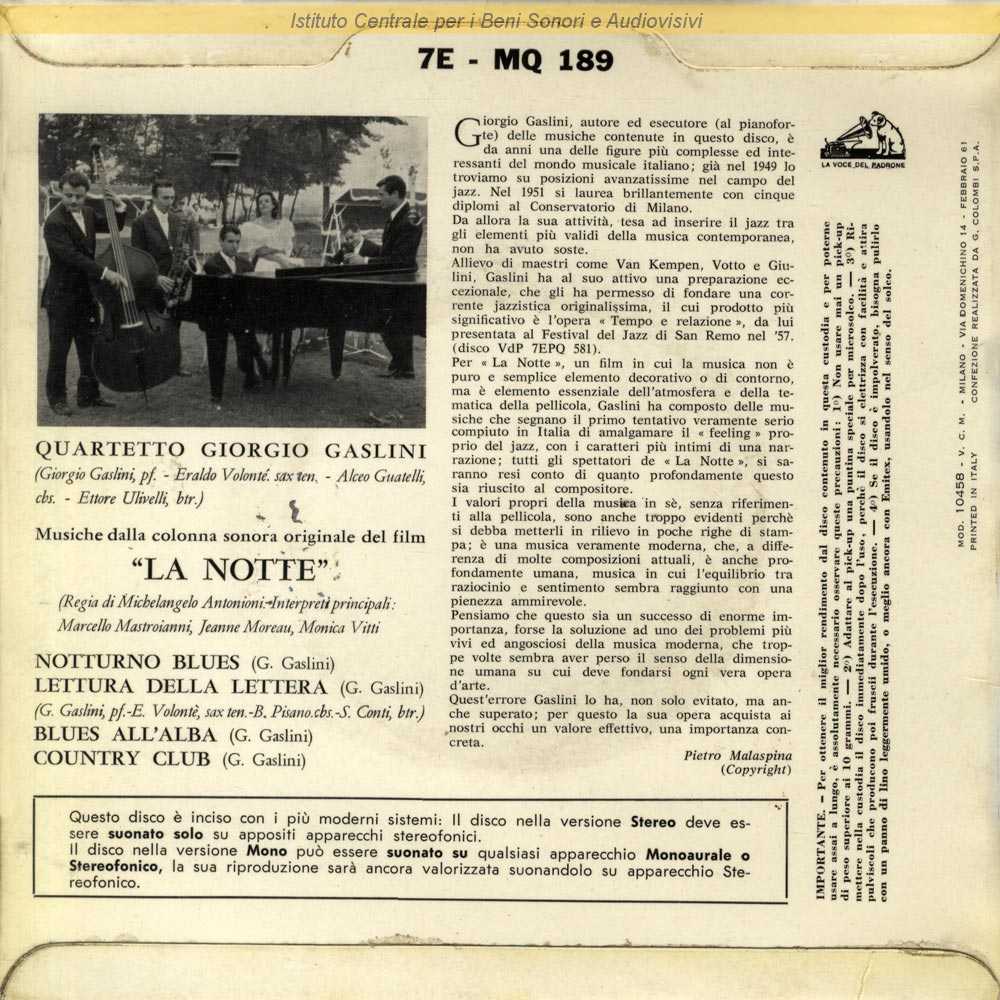 Istituto Centrale per i Beni Sonori e Audiovisivi
7E - MQ 189
QUARTETTO GIORGIO GASLINI
(Giorgio Gaslini, pf. - Eraldo Volonté. sax ten. - Alceo Guatelli,
cbs. - Ettore Ulivelli, btr.)
Musiche dalla colonna sonora originale del film
“LA NOTTE”
(Regia di Michelangelo Antonioni. Interpreti principali:
Marcello Mastroianni, Jeanne Moreau, Monica Vitti
NOTTURNO BLUES (G. Gaslini)
LETTURA DELLA LETTERA (G. Gaslini)
(G. Gaslini, pf.-E. Volontè, sax ten.-B. Pisano.cbs.-S. Conti, btr.)
BLUES ALL'ALBA (G. Gaslini)
COUNTRY CLUB (G. Gaslini)
Giorgio Gaslini, autore ed esecutore (al pianofor-
te) delle musiche contenute in questo disco, è
da anni una delle figure più complesse ed inte-
ressanti del mondo musicale italiano; già nel 1949 lo
troviamo su posizioni avanzatissime nel campo del
jazz. Nel 1951 si laurea brillantemente con cinque
diplomi al Conservatorio di Milano.
Da allora la sua attività, tesa ad inserire il jazz tra
gli elementi più validi della musica contemporanea,
non ha avuto soste.
Allievo di maestri come Van Kempen, Votto e Giu-
lini, Gaslini ha al suo attivo una preparazione ec-
cezionale, che gli ha permesso di fondare una cor-
rente jazzistica originalissima, il cui prodotto più
significativo è l'opera « Tempo e relazione », da lui
presentata al Festival del Jazz di San Remo nel '57.
(disco VdP 7EPQ 581).
Per « La Notte », un film in cui la musica non è
puro e semplice elemento decorativo o di contorno,
ma è elemento essenziale dell'atmosfera e della te-
matica della pellicola, Gaslini ha composto delle mu-
siche che segnano il primo tentativo veramente serio
compiuto in Italia di amalgamare il « feeling » pro-
prio del jazz, con i caratteri più intimi di una nar-
razione; tutti gli spettatori de « La Notte », si sa-
ranno resi conto di quanto profondamente questo
sia riuscito al compositore.
I valori propri della musica in sè, senza riferimen-
ti alla pellicola, sono anche troppo evidenti perchè
si debba metterli in rilievo in poche righe di stam-
pa; è una musica veramente moderna, che, a diffe-
renza di molte composizioni attuali, è anche pro-
fondamente umana, musica in cui l'equilibrio tra
raziocinio e sentimento sembra raggiunto con una
pienezza ammirevole.
Pensiamo che questo sia un successo di enorme im-
portanza, forse la soluzione ad uno dei problemi più
vivi ed angosciosi della musica moderna, che trop-
pe volte sembra aver perso il senso della dimensio-
ne umana su cui deve fondarsi ogni vera opera
d'arte.
Quest'errore Gaslini lo ha, non solo evitato, ma an-
che superato; per questo la sua opera acquista ai
nostri occhi un valore effettivo, una importanza con-
creta.
Pietro Malaspina
(Copyright)
Questo disco è inciso con i più moderni sistemi: Il disco nella versione Stereo deve es-
sere suonato solo su appositi apparecchi stereofonici.
Il disco nella versione Mono può essere suonato su qualsiasi apparecchio Monoaurale o
Stereofonico, la sua riproduzione sarà ancora valorizzata suonandolo su apparecchio Ste-
reofonico.
LA VOCE DEL PADRONE
IMPORTANTE. - Per ottenere il miglior rendimento dal disco contenuto in questa custodia e per poterne
usare assai a lungo, è assolutamente necessario osservare queste precauzioni: 1º) Non usare mai un pick-up
di peso superiore ai 10 grammi. — 2º) Adattare al pick-up una puntina speciale per microsolco. — 3º) Ri-
mettere nella custodia il disco immediatamente dopo l'uso, perchè il disco si elettrizza con facilità e attira
pulviscoli che producono poi fruscii durante l'esecuzione. — 4º) Se il disco è impolverato, bisogna pulirlo
con un panno di lino leggermente umido, o meglio ancora con Emitex, usandolo nel senso del solco.
MOD. 10458 - V. C. M. - MILANO - VIA DOMENICHINO 14 - FEBBRAIO 61
PRINTED IN ITALY CONFEZIONE REALIZZATA DA G. COLOMBI S.P.A.